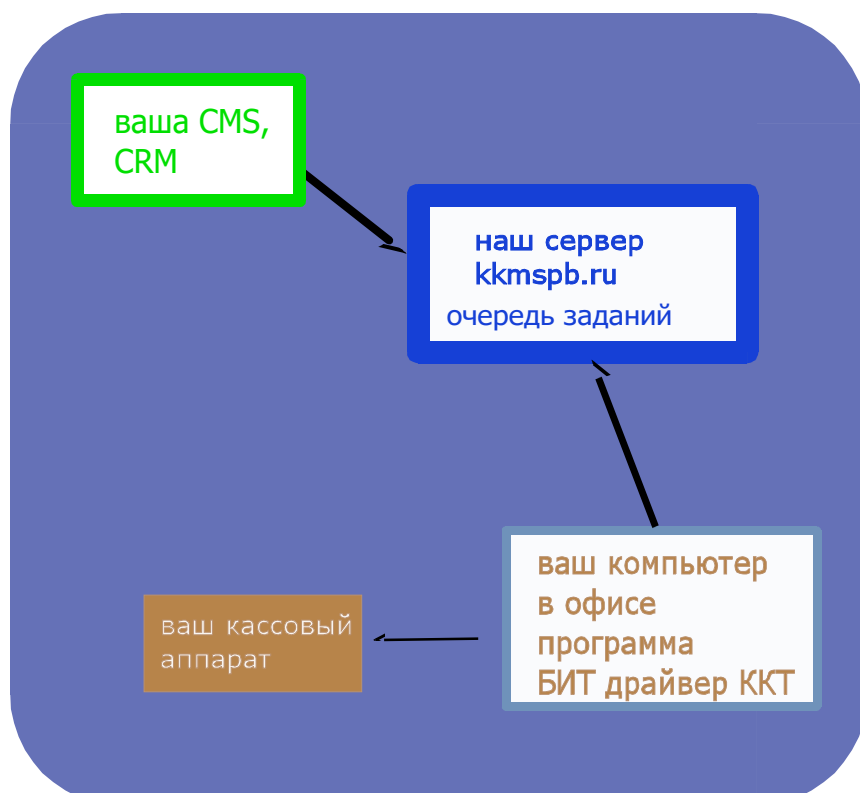 ваша CMS,
CRM
наш сервер
kkmspb.ru
очередь заданий
ваш компьютер
в офисе
программа
БИТ драйвер ККТ
ваш кассовый
аппарат